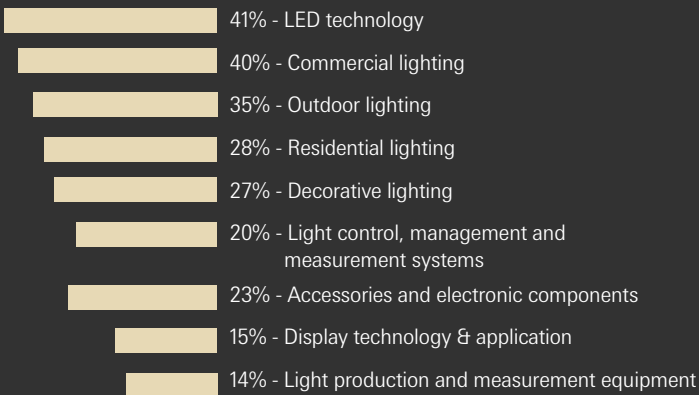 41% - LED technology
40% - Commercial lighting
35% - Outdoor lighting
28% - Residential lighting
27% - Decorative lighting
20% - Light control, management and
measurement systems
23% - Accessories and electronic components
15% - Display technology & application
14% - Light production and measurement equipment